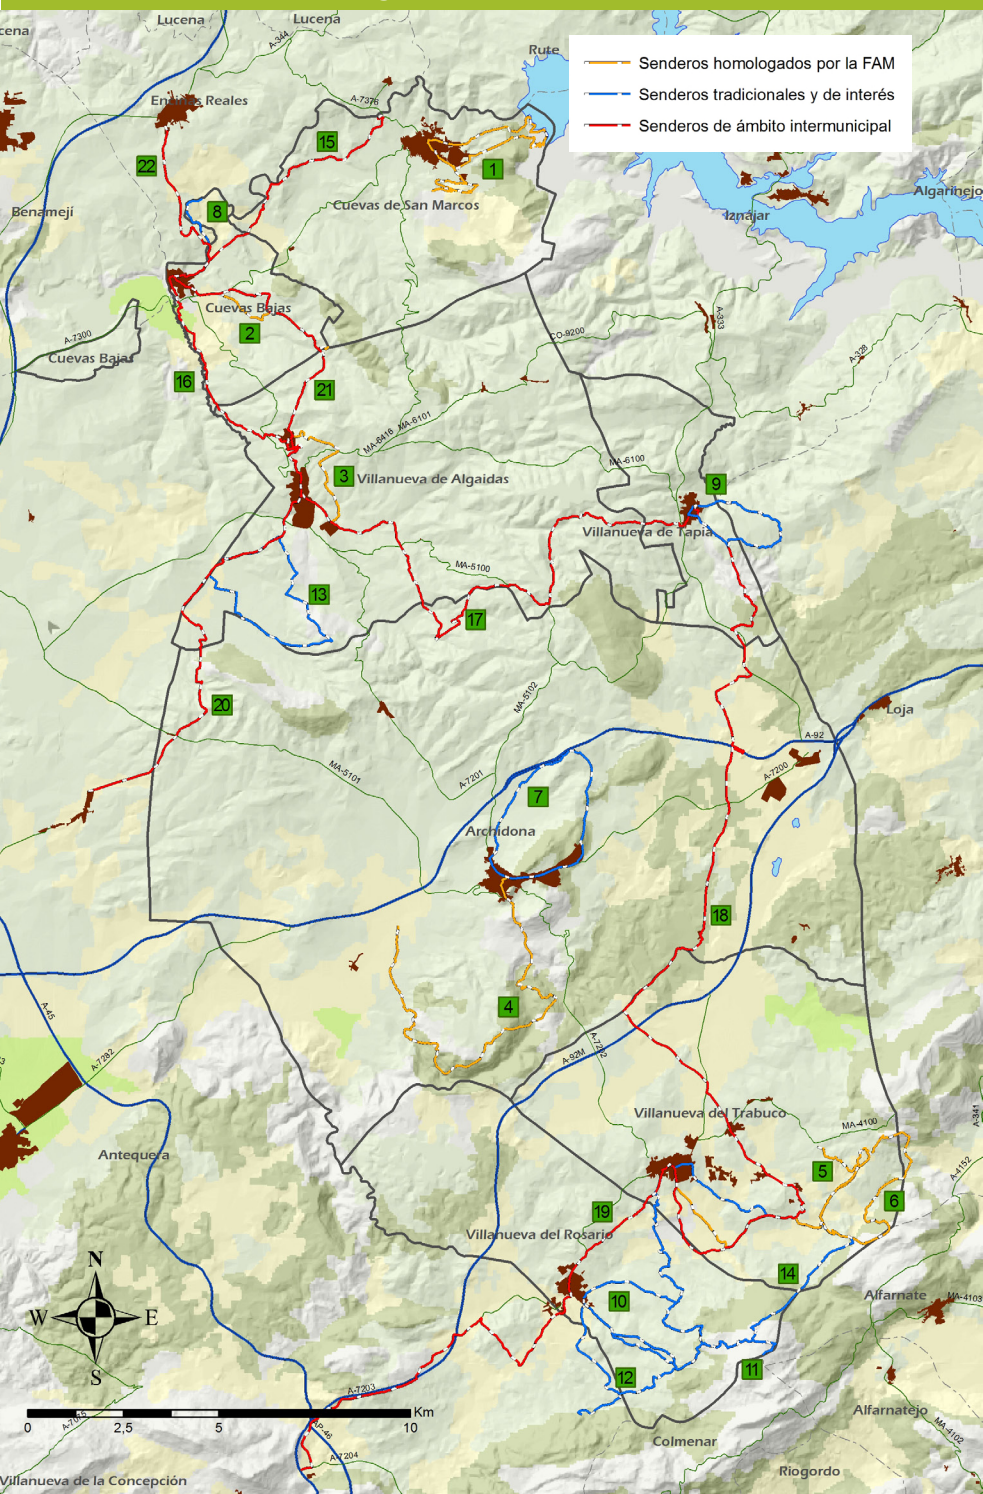 Lucena
Lucena
cena
A-344
Rute
Senderos homologados por la FAM
Senderos tradicionales y de interés
Senderos de ámbito intermunicipal
Encinas Reales
A-7376
15
22
1
Algarinejo
Benamejí
8
Cuevas de San Marcos
Iznájar
Cuevas Bajas
A-333
2
A-7300
CO-9200
Cuevas Bajas
A-328
16
21
MA-6416
MA-6101
MA-6100
3
Villanueva de Algaidas
9
Villanueva de Tapia
MA-5100
13
17
20
MA-5102
Loja
A-92
MA-5101
A-7201
A-7200
7
Archidona
18
4
A-45
A-7282
A-92M
A-7282
Villanueva del Trabuco
MA-4100
A-341
Antequera
5
A-4152
6
19
Villanueva del Rosario
N
W
E
S
14
10
Alfarnate
MA-4103
11
12
A-7203
Km
0
2,5
5
10
Alfarnatejo
AP-46
MA-4102
Colmenar
A-7204
Riogordo
Villanueva de la Concepción